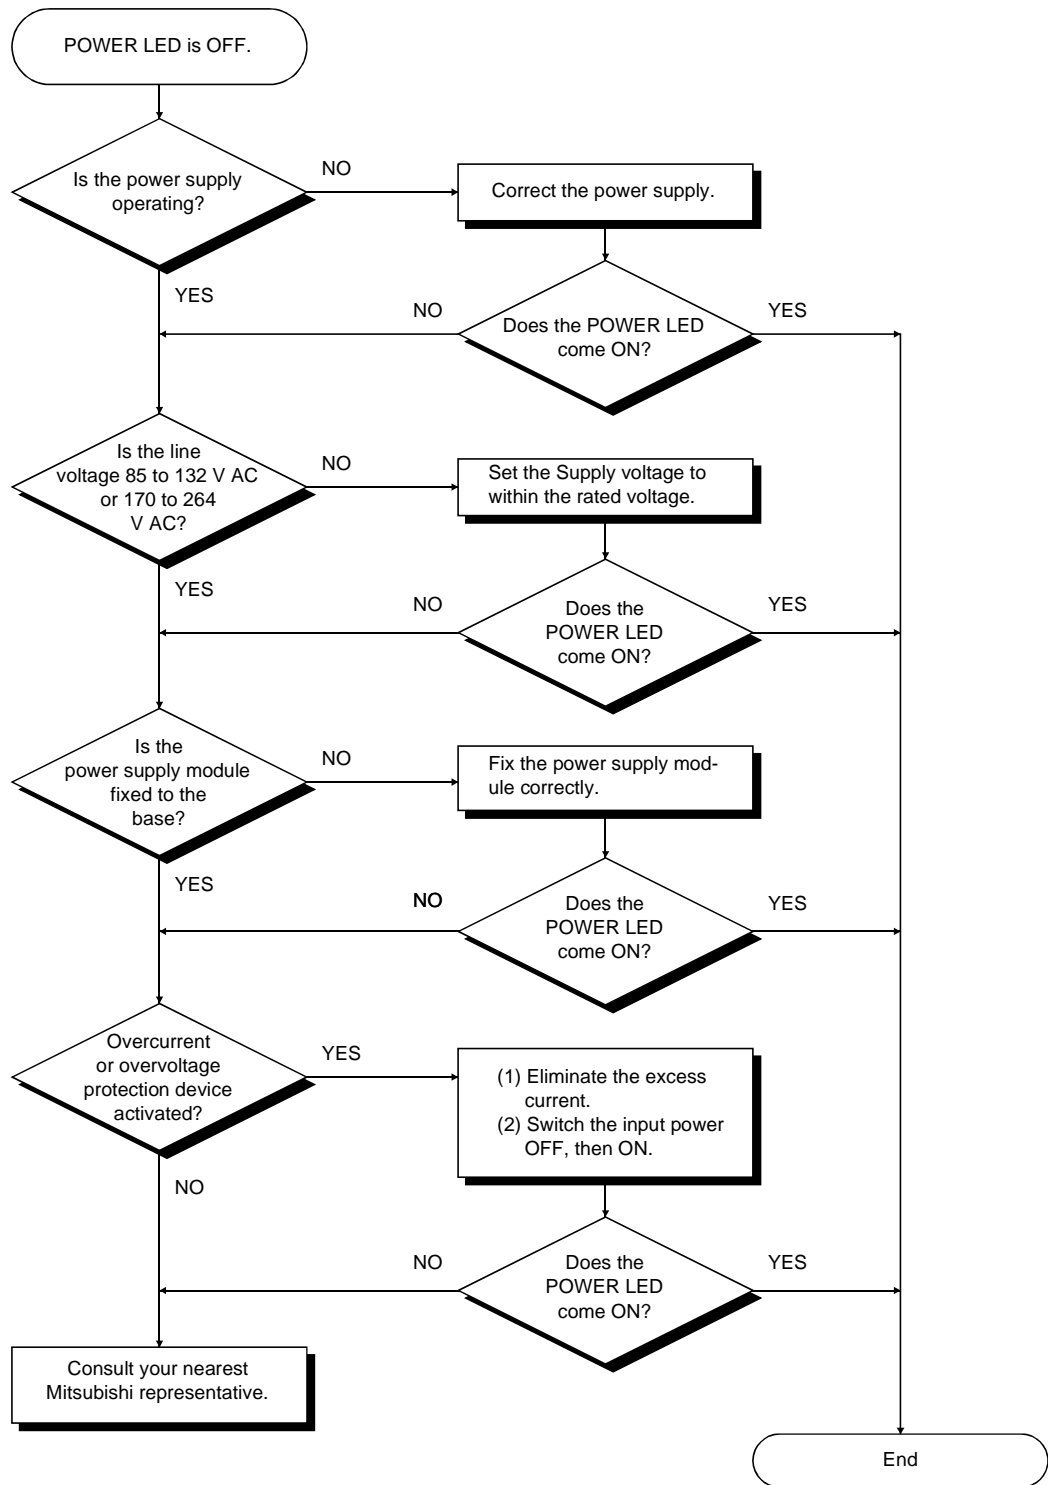 POWER LED is OFF.
Is the power supply
operating?
NO
Correct the power supply.
YES
NO
Does the POWER LED
come ON?
YES
Is the line
voltage 85 to 132 V AC
or 170 to 264
V AC?
NO
Set the Supply voltage to
within the rated voltage.
YES
NO
Does the
POWER LED
come ON?
YES
Is the
power supply module
fixed to the
base?
NO
Fix the power supply mod-
ule correctly.
YES
NO
Does the
POWER LED
come ON?
YES
Overcurrent
or overvoltage
protection device
activated?
YES
(1) Eliminate the excess
current.
(2) Switch the input power
OFF, then ON.
NO
NO
Does the
POWER LED
come ON?
YES
Consult your nearest
Mitsubishi representative.
End